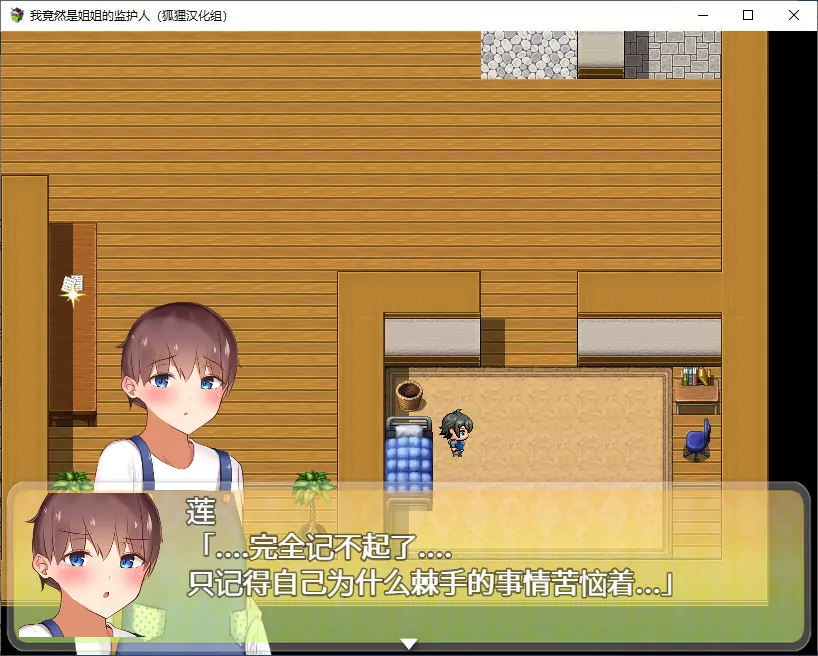 我竟然是姐姐的监护人（狐狸汉化组）
莲
「....完全记不起了....
只记得自己为什么棘手的事情苦恼着...」